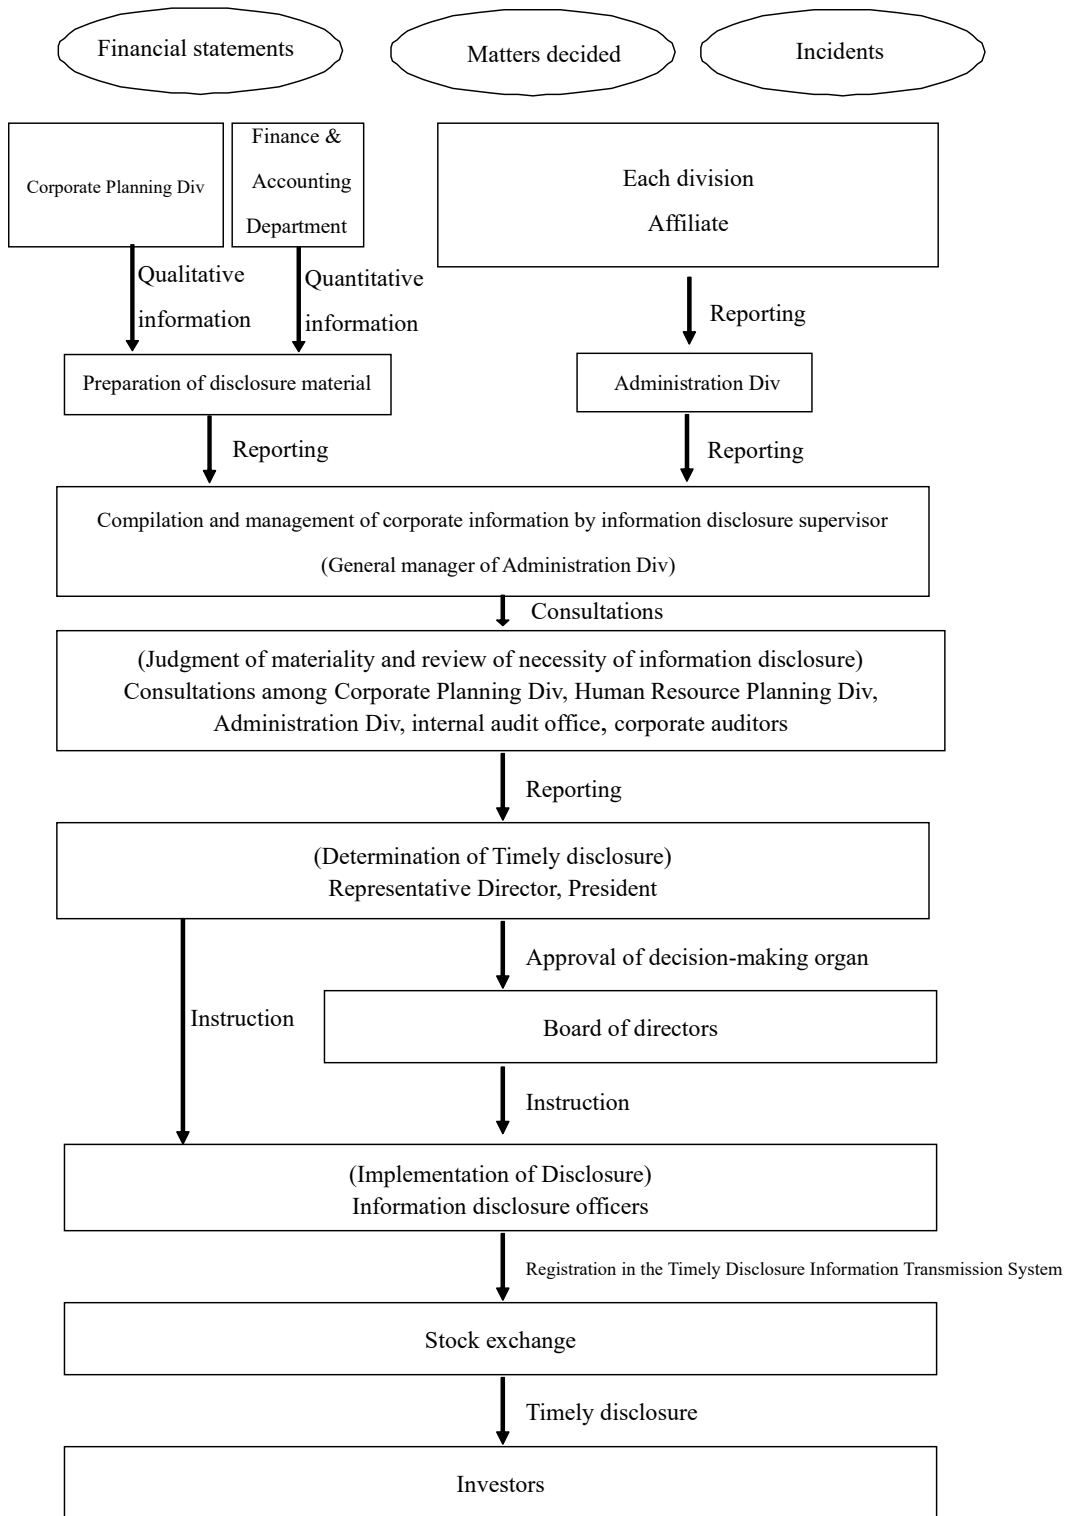 Financial statements
Matters decided
Incidents
Corporate Planning Div
Finance &
Accounting
Department
Each division
Affiliate
Qualitative
information
Quantitative
information
Reporting
Preparation of disclosure material
Administration Div
Reporting
Reporting
Compilation and management of corporate information by information disclosure supervisor
(General manager of Administration Div)
Consultations
(Judgment of materiality and review of necessity of information disclosure)
Consultations among Corporate Planning Div, Human Resource Planning Div,
Administration Div, internal audit office, corporate auditors
Reporting
(Determination of Timely disclosure)
Representative Director, President
Approval of decision-making organ
Instruction
Board of directors
Instruction
(Implementation of Disclosure)
Information disclosure officers
Registration in the Timely Disclosure Information Transmission System
Stock exchange
Timely disclosure
Investors